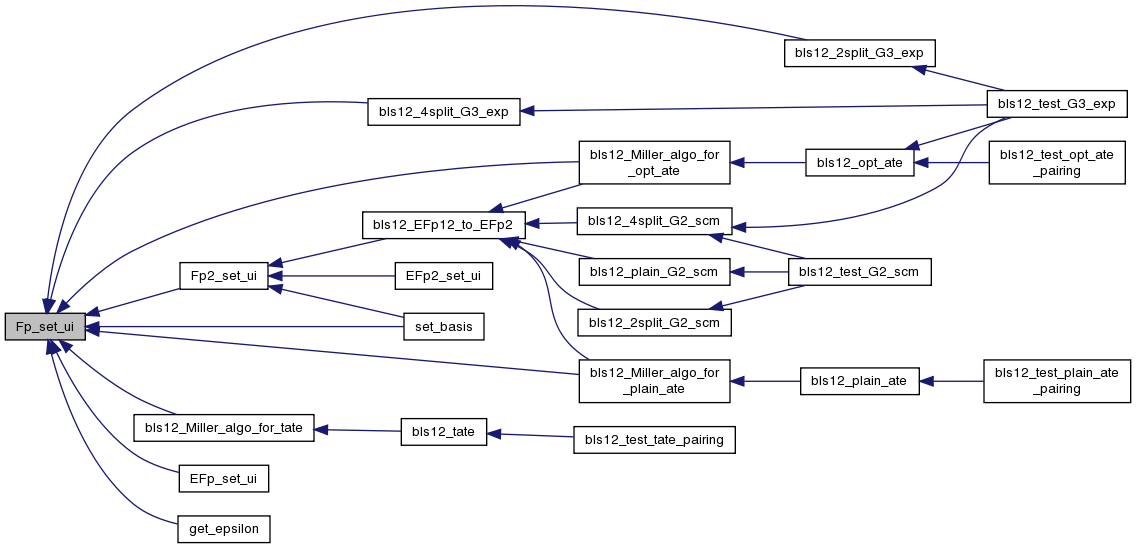 bls12_2split_G3_exp
bls12_4split_G3_exp
bls12_test_G3_exp
bls12_Miller_algo_for
_opt_ate
bls12_opt_ate
bls12_test_opt_ate
_pairing
bls12_EFp12_to_EFp2
bls12_4split_G2_scm
Fp2_set_ui
EFp2_set_ui
bls12_plain_G2_scm
bls12_test_G2_scm
Fp_set_ui
set_basis
bls12_2split_G2_scm
bls12_Miller_algo_for
_plain_ate
bls12_plain_ate
bls12_test_plain_ate
_pairing
bls12_Miller_algo_for_tate
bls12_tate
bls12_test_tate_pairing
EFp_set_ui
get_epsilon